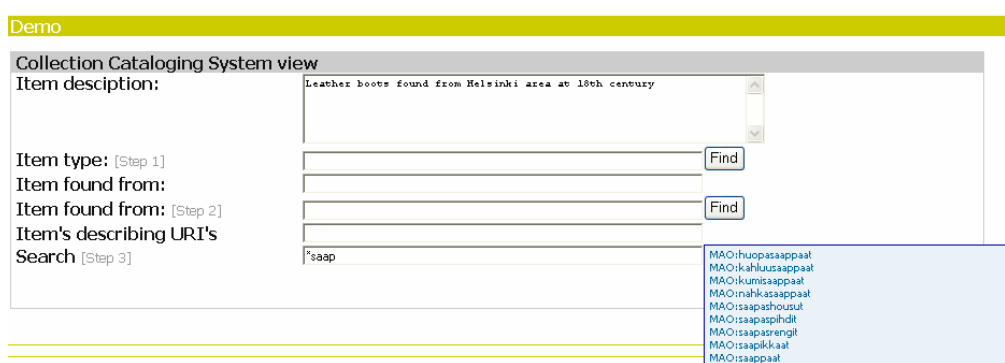 Demo
Collection Cataloging System view
Item desciption:
Leather boots found from Helsinki area at 18th century
Item type: [Step 1]
Find
Item found from:
Item found from: [Step 2]
Find
Item's describing URI's
Search [Step 3]
*saap
MAO:huopasaappaat
MAO:kahluusaappaat
MAO:kumisaappaat
MAO:nahkasaappaat
MAO:saapashousut
MAO:saapaspihdit
MAO:saapasrengit
MAO:saapikkaat
MAO:saappaat